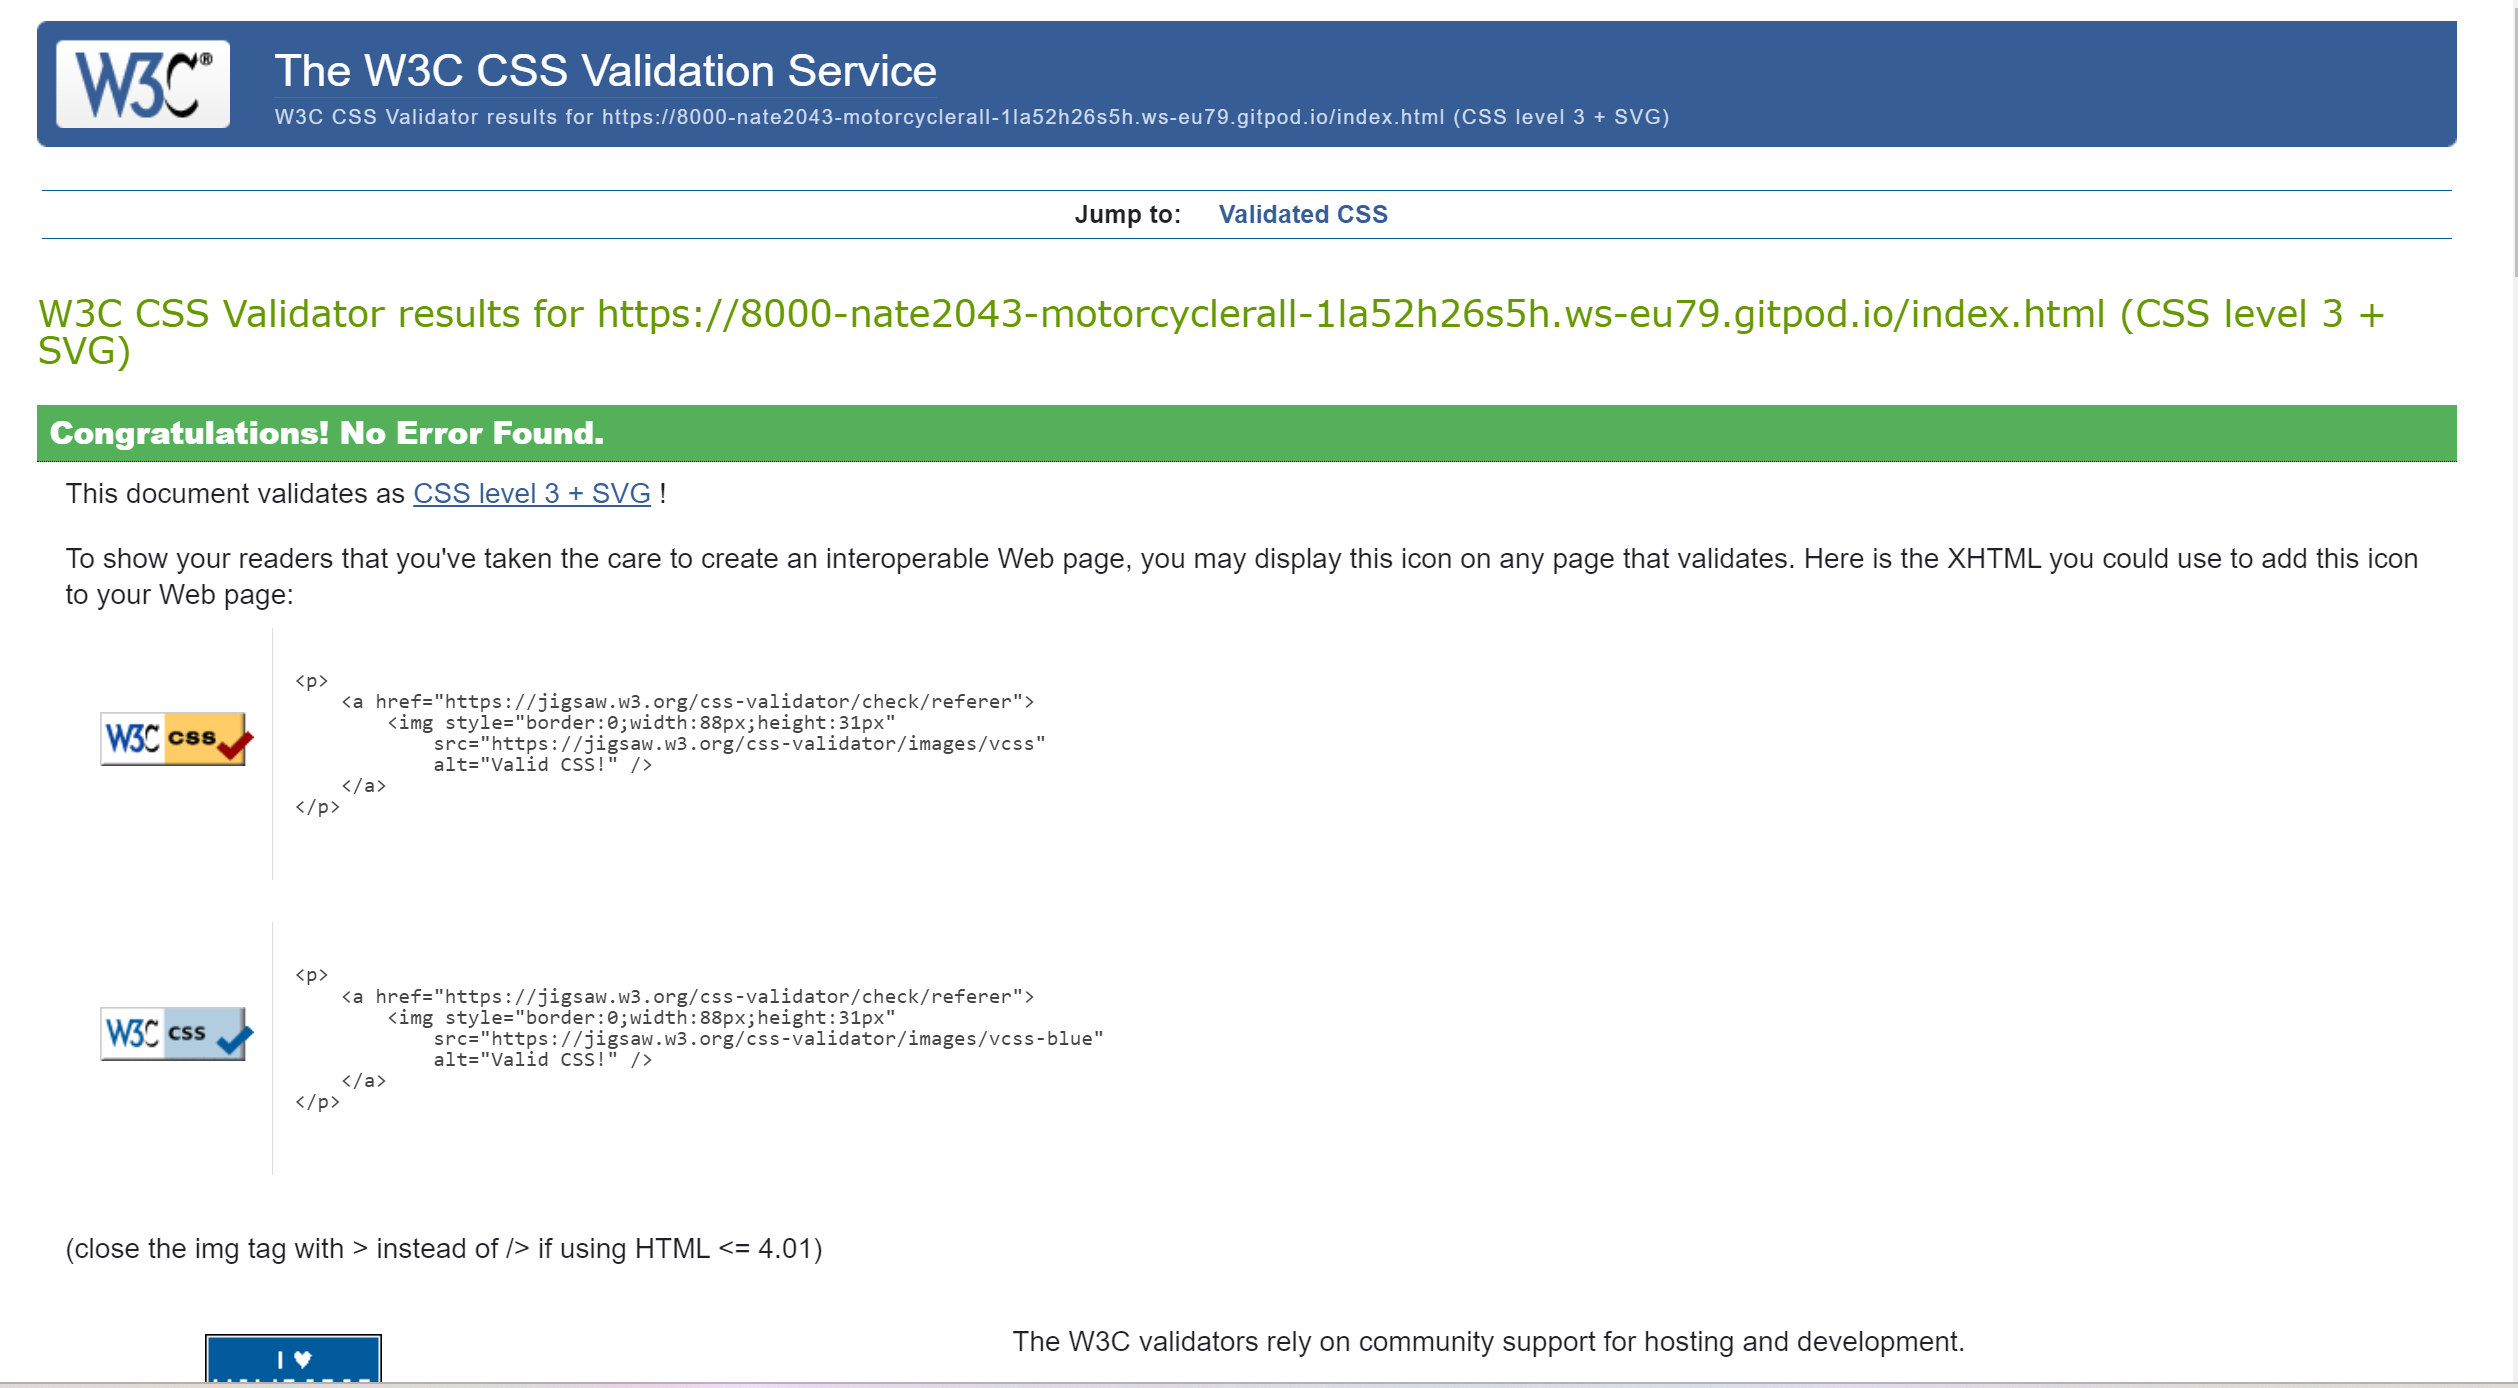 W3C®
The W3C CSS Validation Service
W3C CSS Validator results for https://8000-nate2043-motorcyclerall-1la52h26s5h.ws-eu79.gitpod.io/index.html (CSS level 3 + SVG)
Jump to: Validated CSS
W3C CSS Validator results for https://8000-nate2043-motorcyclerall-1la52h26s5h.ws-eu79.gitpod.io/index.html (CSS level 3 +
SVG)
Congratulations! No Error Found.
This document validates as CSS level 3 + SVG !
To show your readers that you've taken the care to create an interoperable Web page, you may display this icon on any page that validates. Here is the XHTML you could use to add this icon
to your Web page:
W3C css
<p>
<a href="https://jigsaw.w3.org/css-validator/check/referer">
<img style="border:0;width:88px;height:31px"
src="https://jigsaw.w3.org/css-validator/images/vcss"
alt="Valid CSS!" />
</a>
</p>
W3C css
<p>
<a href="https://jigsaw.w3.org/css-validator/check/referer">
<img style="border:0;width:88px;height:31px"
src="https://jigsaw.w3.org/css-validator/images/vcss-blue"
alt="Valid CSS!" />
</a>
</p>
(close the img tag with > instead of /> if using HTML <= 4.01)
I ♥
The W3C validators rely on community support for hosting and development.